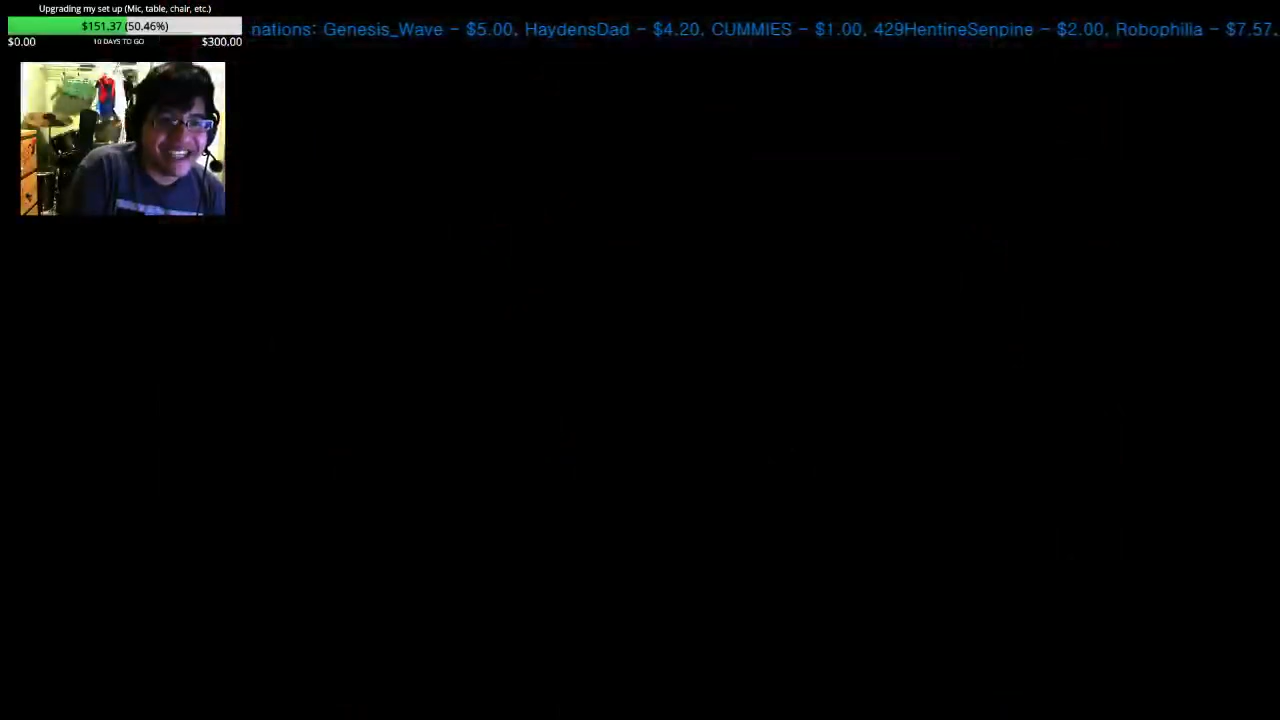 Upgrading my set up (Mic, table, chair, etc.)
$151.37 (50.46%)
$0.00 10 DAYS TO GO $300.00
nations: Genesis_Wave - $5.00, HaydensDad - $4.20, CUMMIES - $1.00, 429HentineSenpine - $2.00, Robophilla - $7.57,